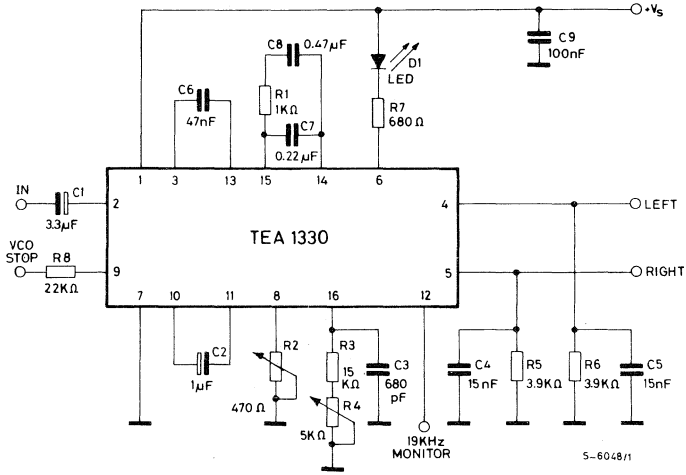 +Vs
C8 0.47µF
C9
100nF
D1
LED
C6
47nF
R1
1KΩ
C7
0.22µF
R7
680Ω
1 3 13 15 14 6
IN
C1
3.3µF
2
4
LEFT
TEA 1330
VCO
STOP
R8
22KΩ
9
5
RIGHT
7 10 11 8 16 12
C2
1µF
R2
470Ω
R3
15
KΩ
R4
5KΩ
C3
680
pF
19KHz
MONITOR
C4
15nF
R5
3.9KΩ
R6
3.9KΩ
C5
15nF
S-6048/1